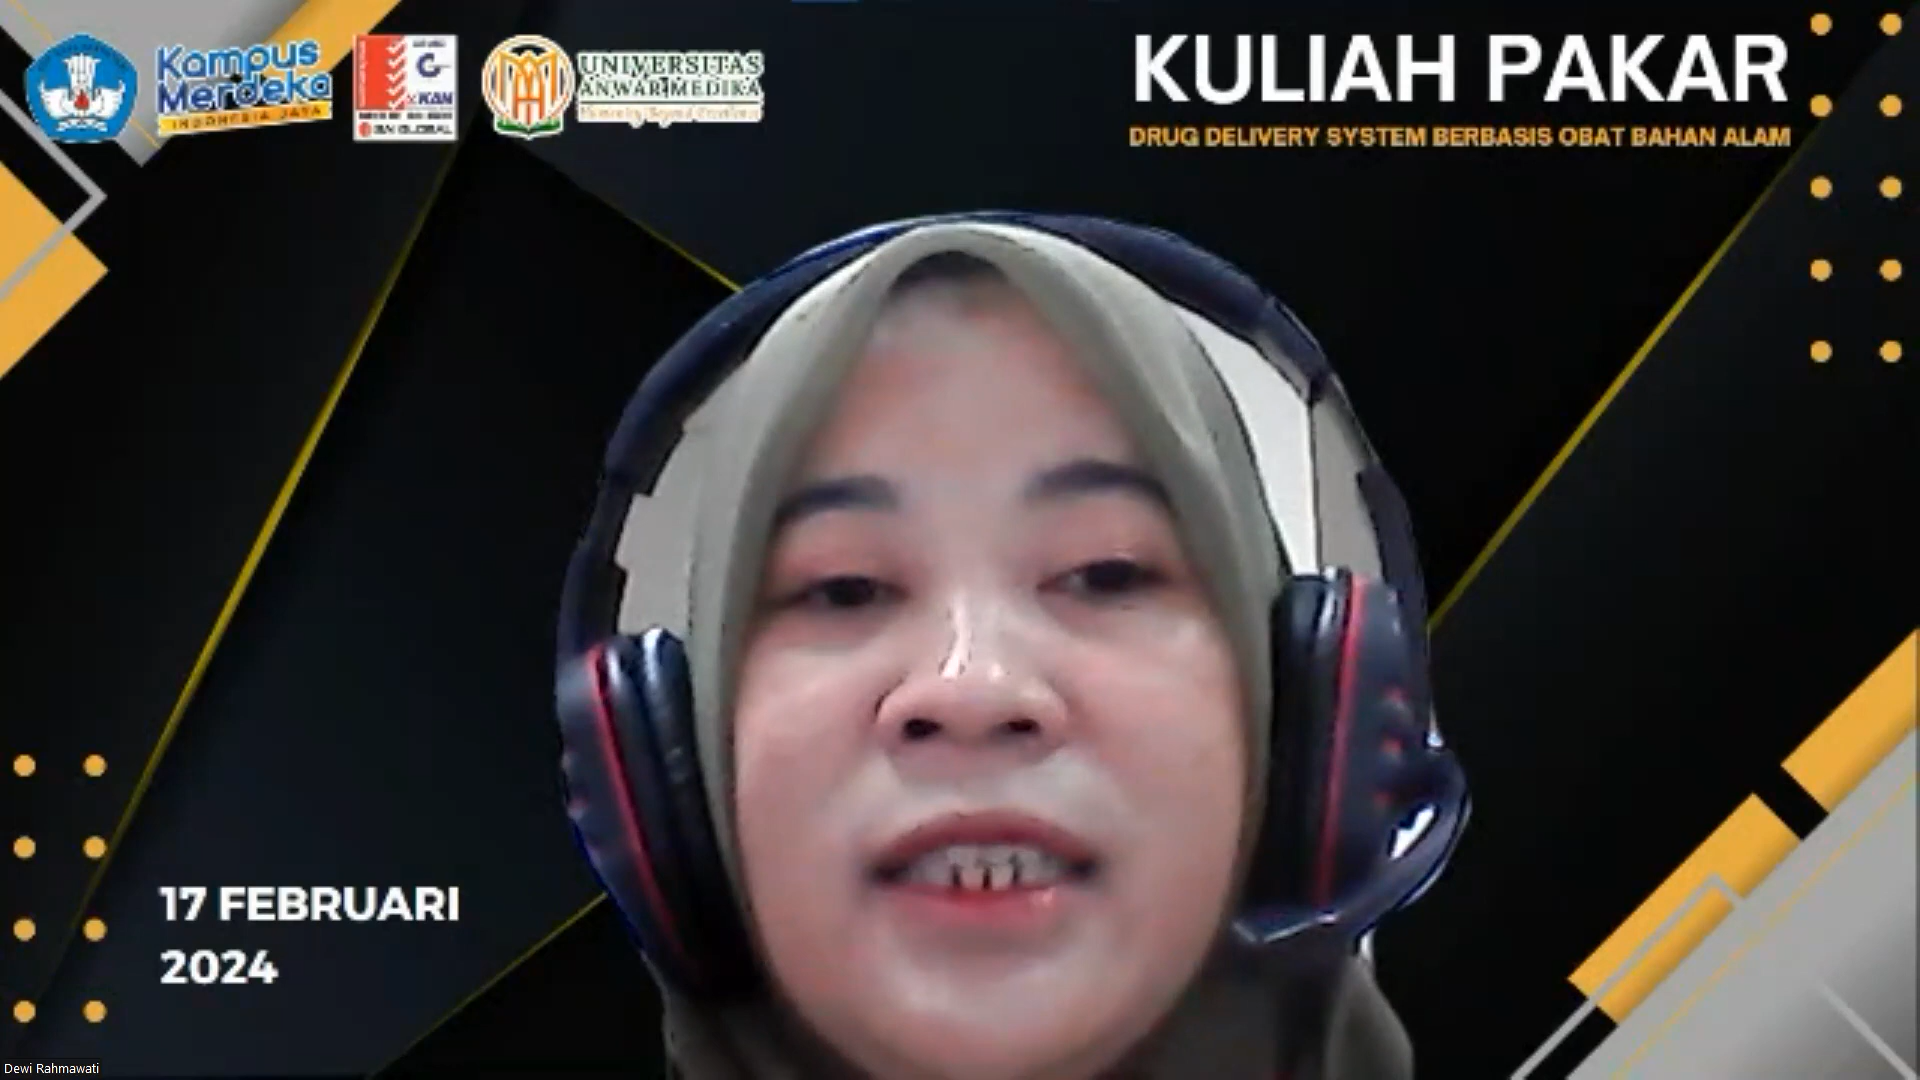 Kampus
Merdeka
INDONESIA JAYA
KAN
UNIVERSITAS
ANWAR MEDIKA
KULIAH PAKAR
DRUG DELIVERY SYSTEM BERBASIS OBAT BAHAN ALAM
17 FEBRUARI
2024
Dewi Rahmawati